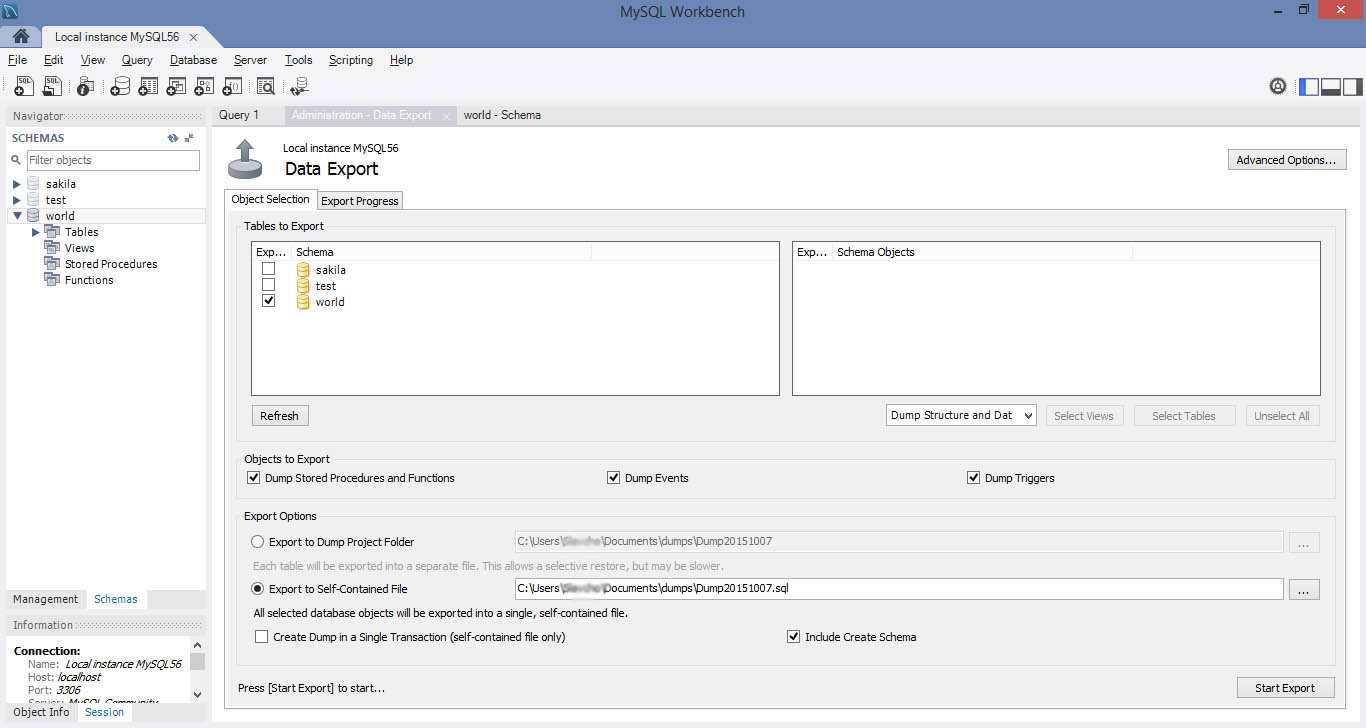 MySQL Workbench
Local instance MySQL56
File Edit View Query Database Server Tools Scripting Help
SQL SQL
Navigator
Query 1 Administration - Data Export world - Schema
SCHEMAS
Filter objects
sakila
test
world
Tables
Views
Stored Procedures
Functions
Management Schemas
Information
Connection:
Name: Local instance MySQL56
Host: localhost
Port: 3306
Server: MySQL Community
Object Info Session
Local instance MySQL56
Data Export
Advanced Options...
Object Selection Export Progress
Tables to Export
Exp... Schema
sakila
test
world
Exp... Schema Objects
Refresh
Dump Structure and Dat Select Views Select Tables Unselect All
Objects to Export
Dump Stored Procedures and Functions Dump Events Dump Triggers
Export Options
Export to Dump Project Folder C:\Users\ \Documents\dumps\Dump20151007 ...
Each table will be exported into a separate file. This allows a selective restore, but may be slower.
Export to Self-Contained File C:\Users\ \Documents\dumps\Dump20151007.sql ...
All selected database objects will be exported into a single, self-contained file.
Create Dump in a Single Transaction (self-contained file only) Include Create Schema
Press [Start Export] to start...
Start Export